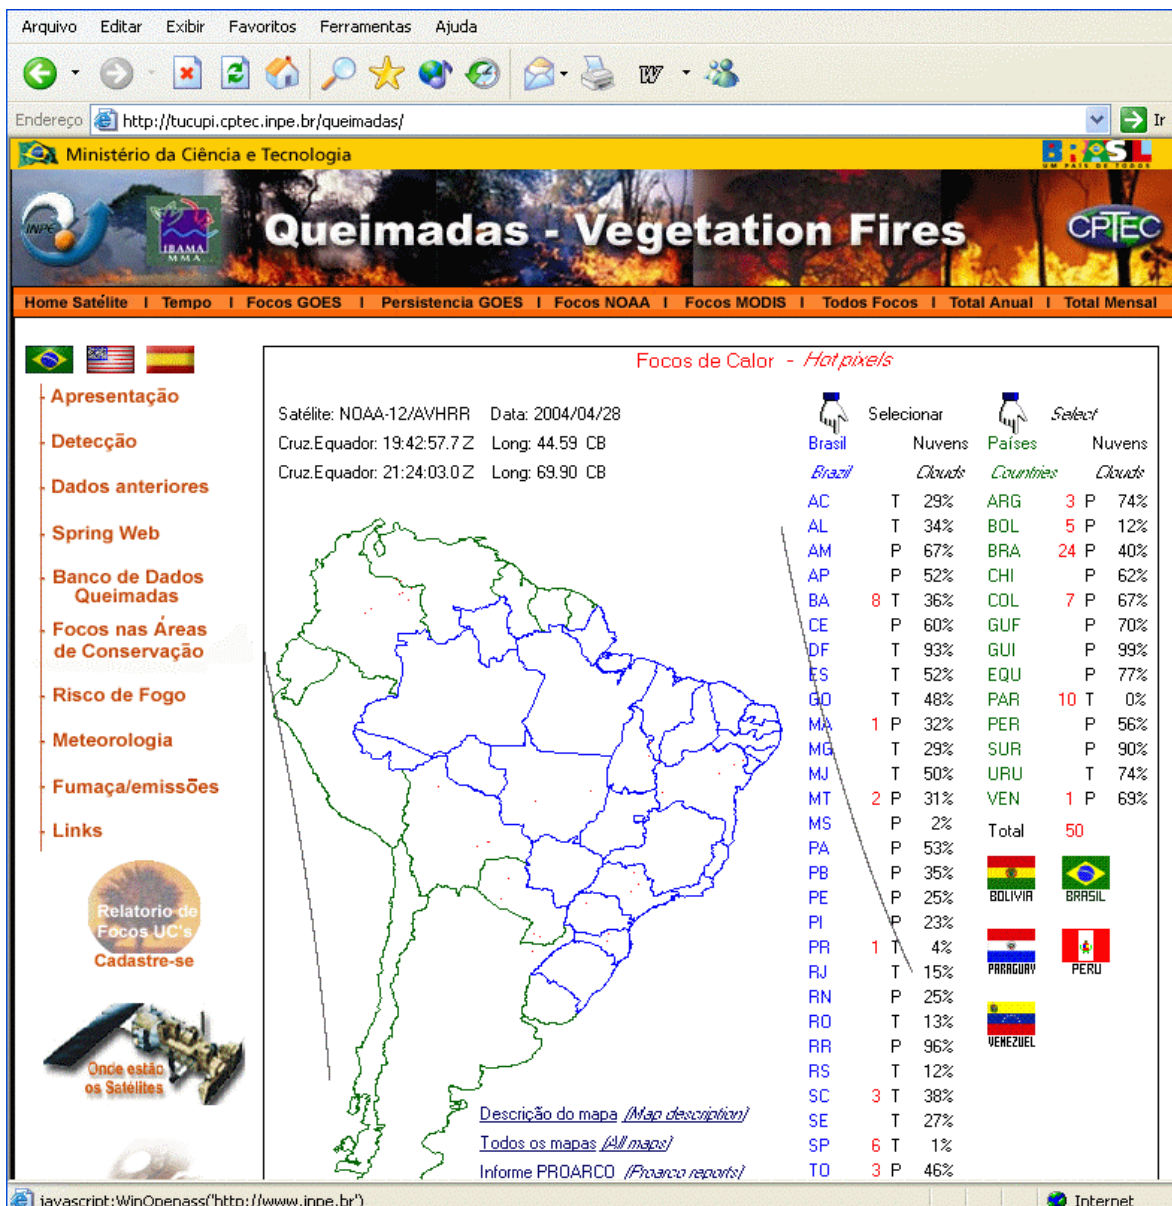 Arquivo Editar Exibir Favoritos Ferramentas Ajuda
Endereço http://tucupi.cptec.inpe.br/queimadas/ Ir
Ministério da Ciência e Tecnologia
BRASIL
UM PAÍS DE TODOS
INPE
IBAMA
MMA
Queimadas - Vegetation Fires
CPTEC
Home Satélite | Tempo | Focos GOES | Persistencia GOES | Focos NOAA | Focos MODIS | Todos Focos | Total Anual | Total Mensal
Apresentação
Detecção
Dados anteriores
Spring Web
Banco de Dados
Queimadas
Focos nas Áreas
de Conservação
Risco de Fogo
Meteorologia
Fumaça/emissões
Links
Relatorio de
Focos UC's
Cadastre-se
Onde estão
os Satélites
Focos de Calor - Hot pixels
Satélite: NOAA-12/AVHRR Data: 2004/04/28
Cruz.Equador: 19:42:57.7 Z Long: 44.59 CB
Cruz.Equador: 21:24:03.0 Z Long: 69.90 CB
Selecionar Select
Brasil Nuvens Países Nuvens
Brazil Clouds Countries Clouds
AC T 29% ARG 3 P 74%
AL T 34% BOL 5 P 12%
AM P 67% BRA 24 P 40%
AP P 52% CHI P 62%
BA 8 T 36% COL 7 P 67%
CE P 60% GUF P 70%
DF T 93% GUI P 99%
ES T 52% EQU P 77%
GO T 48% PAR 10 T 0%
MA 1 P 32% PER P 56%
MG T 29% SUR P 90%
MJ T 50% URU T 74%
MT 2 P 31% VEN 1 P 69%
MS P 2% Total 50
PA P 53%
PB P 35%
PE P 25%
PI P 23%
PR 1 T 4%
RJ T 15%
RN P 25%
RO T 13%
RR P 96%
RS T 12%
SC 3 T 38%
SE T 27%
SP 6 T 1%
TO 3 P 46%
BOLIVIA BRASIL
PARAGUAY PERU
VENEZUEL
Descrição do mapa (Map description)
Todos os mapas (All maps)
Informe PROARCO (Proarco reports)
javascript:WinOpenass('http://www.inpe.br') Internet